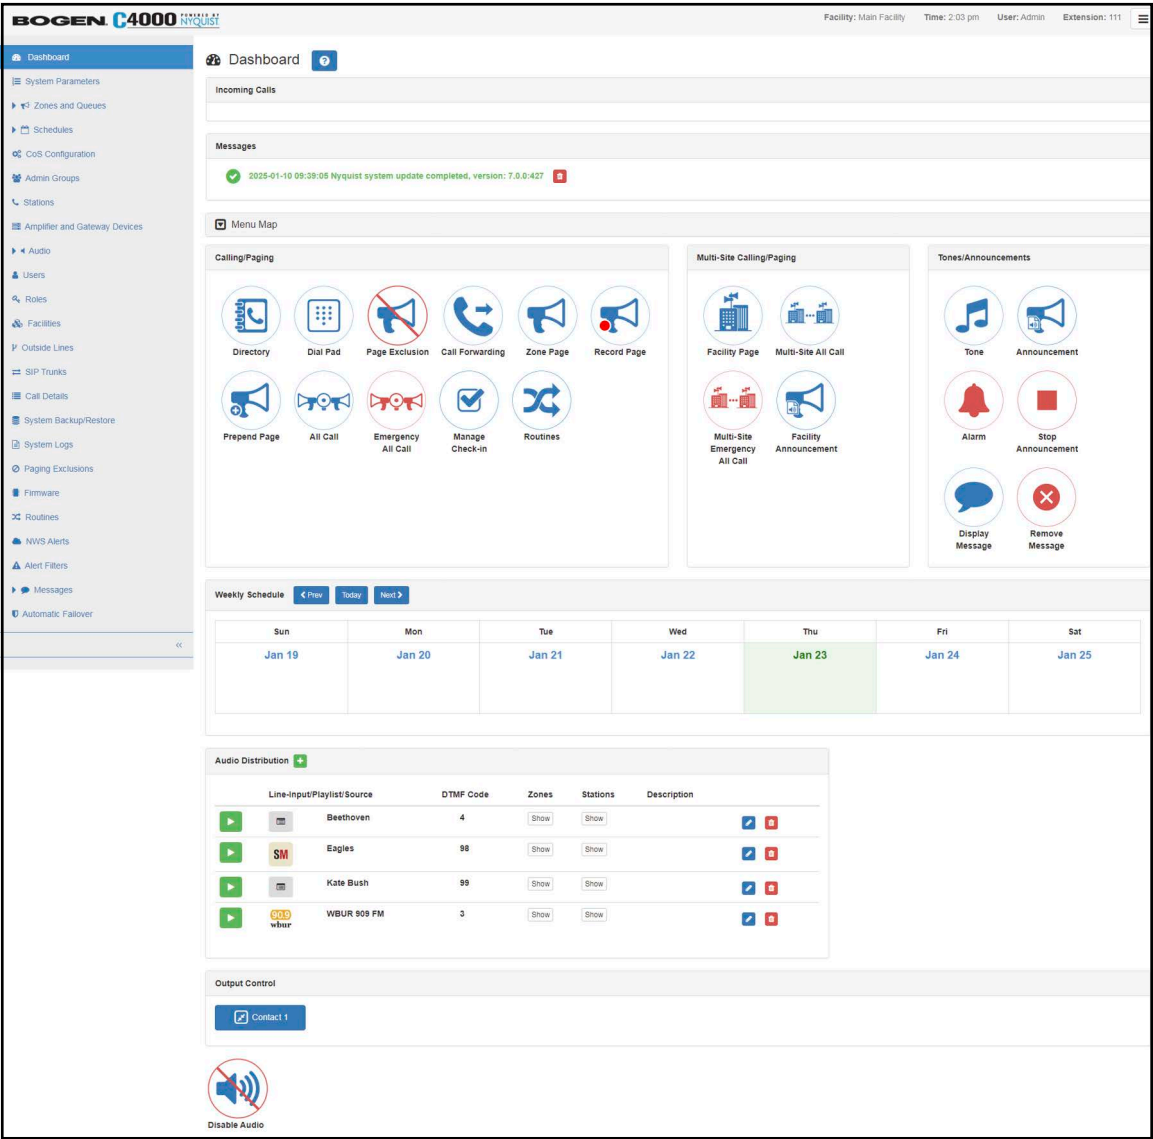 BOGEN. C4000 POWERED BY NYQUIST
Facility: Main Facility Time: 2:03 pm User: Admin Extension: 111
Dashboard
System Parameters
Zones and Queues
Schedules
CoS Configuration
Admin Groups
Stations
Amplifier and Gateway Devices
Audio
Users
Roles
Facilities
Outside Lines
SIP Trunks
Call Details
System Backup/Restore
System Logs
Paging Exclusions
Firmware
Routines
NWS Alerts
Alert Filters
Messages
Automatic Failover
«
Dashboard ?
Incoming Calls
Messages
2025-01-10 09:39:05 Nyquist system update completed, version: 7.0.0:427
Menu Map
Calling/Paging
Directory Dial Pad Page Exclusion Call Forwarding Zone Page Record Page
Prepend Page All Call Emergency All Call Manage Check-in Routines
Multi-Site Calling/Paging
Facility Page Multi-Site All Call
Multi-Site Emergency All Call Facility Announcement
Tones/Announcements
Tone Announcement
Alarm Stop Announcement
Display Message Remove Message
Weekly Schedule Prev Today Next
Sun Mon Tue Wed Thu Fri Sat
Jan 19 Jan 20 Jan 21 Jan 22 Jan 23 Jan 24 Jan 25
Audio Distribution +
Line-Input/Playlist/Source DTMF Code Zones Stations Description
Beethoven 4 Show Show
SM Eagles 98 Show Show
Kate Bush 99 Show Show
90.9 wbur WBUR 909 FM 3 Show Show
Output Control
Contact 1
Disable Audio